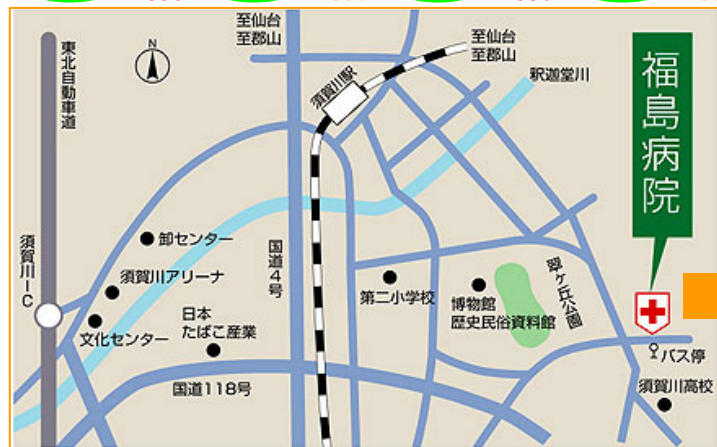 至仙台
至郡山
至仙台
至郡山
N
東北自動車道
須賀川駅
釈迦堂川
福島病院
卸センター
国道4号
須賀川IC
須賀川アリーナ
第二小学校
博物館
歴史民俗資料館
翠ヶ丘公園
文化センター
日本
たばこ産業
バス停
国道118号
須賀川高校